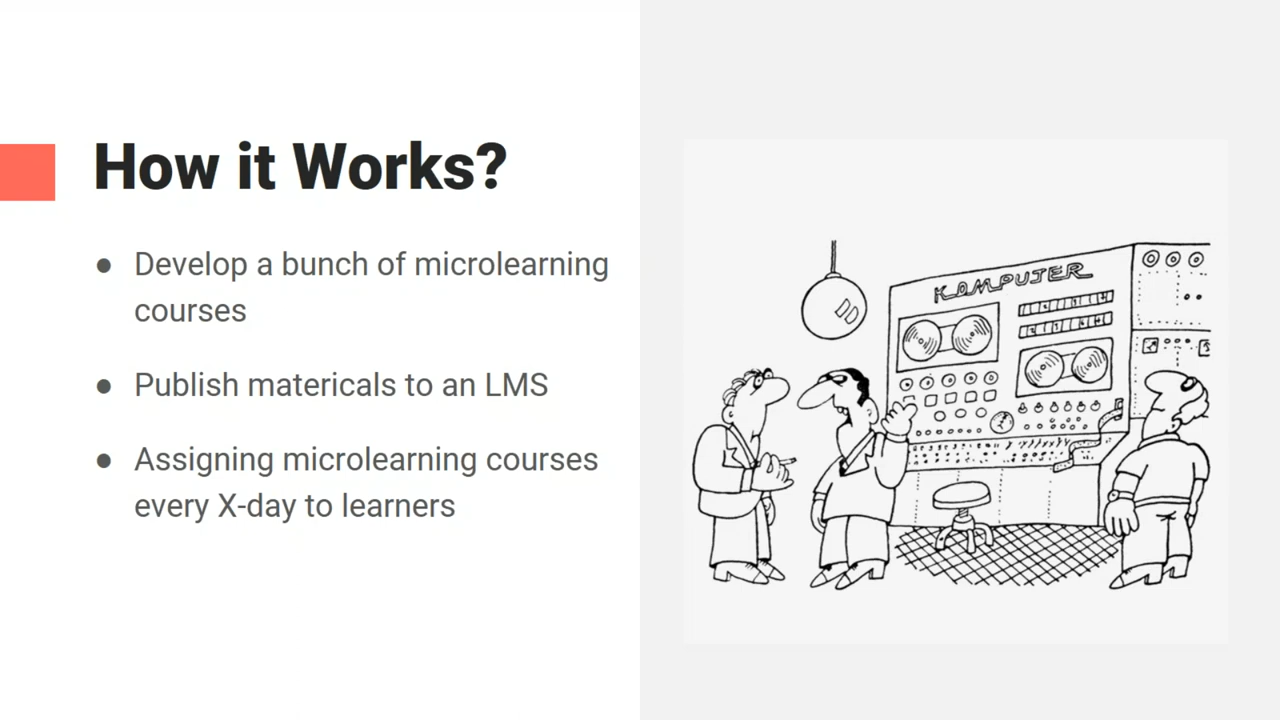 How it Works?
● Develop a bunch of microlearning
courses
● Publish matericals to an LMS
● Assigning microlearning courses
every X-day to learners
KOMPUTER